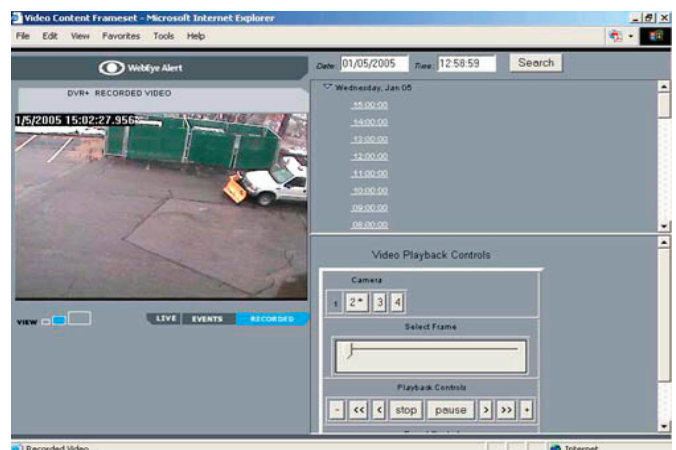 Video Content Frameset - Microsoft Internet Explorer
File Edit View Favorites Tools Help
WebEye Alert
Date: 01/05/2005 Time: 12:58:59 Search
DVR+ RECORDED VIDEO
1/5/2005 15:02:27.956
Wednesday, Jan 05
15:00:00
14:00:00
13:00:00
12:00:00
11:00:00
10:00:00
09:00:00
08:00:00
VIEW
LIVE EVENTS RECORDED
Video Playback Controls
Camera
1 2* 3 4
Select Frame
Playback Controls
- << < stop pause > >> +
Recorded Video
Internet